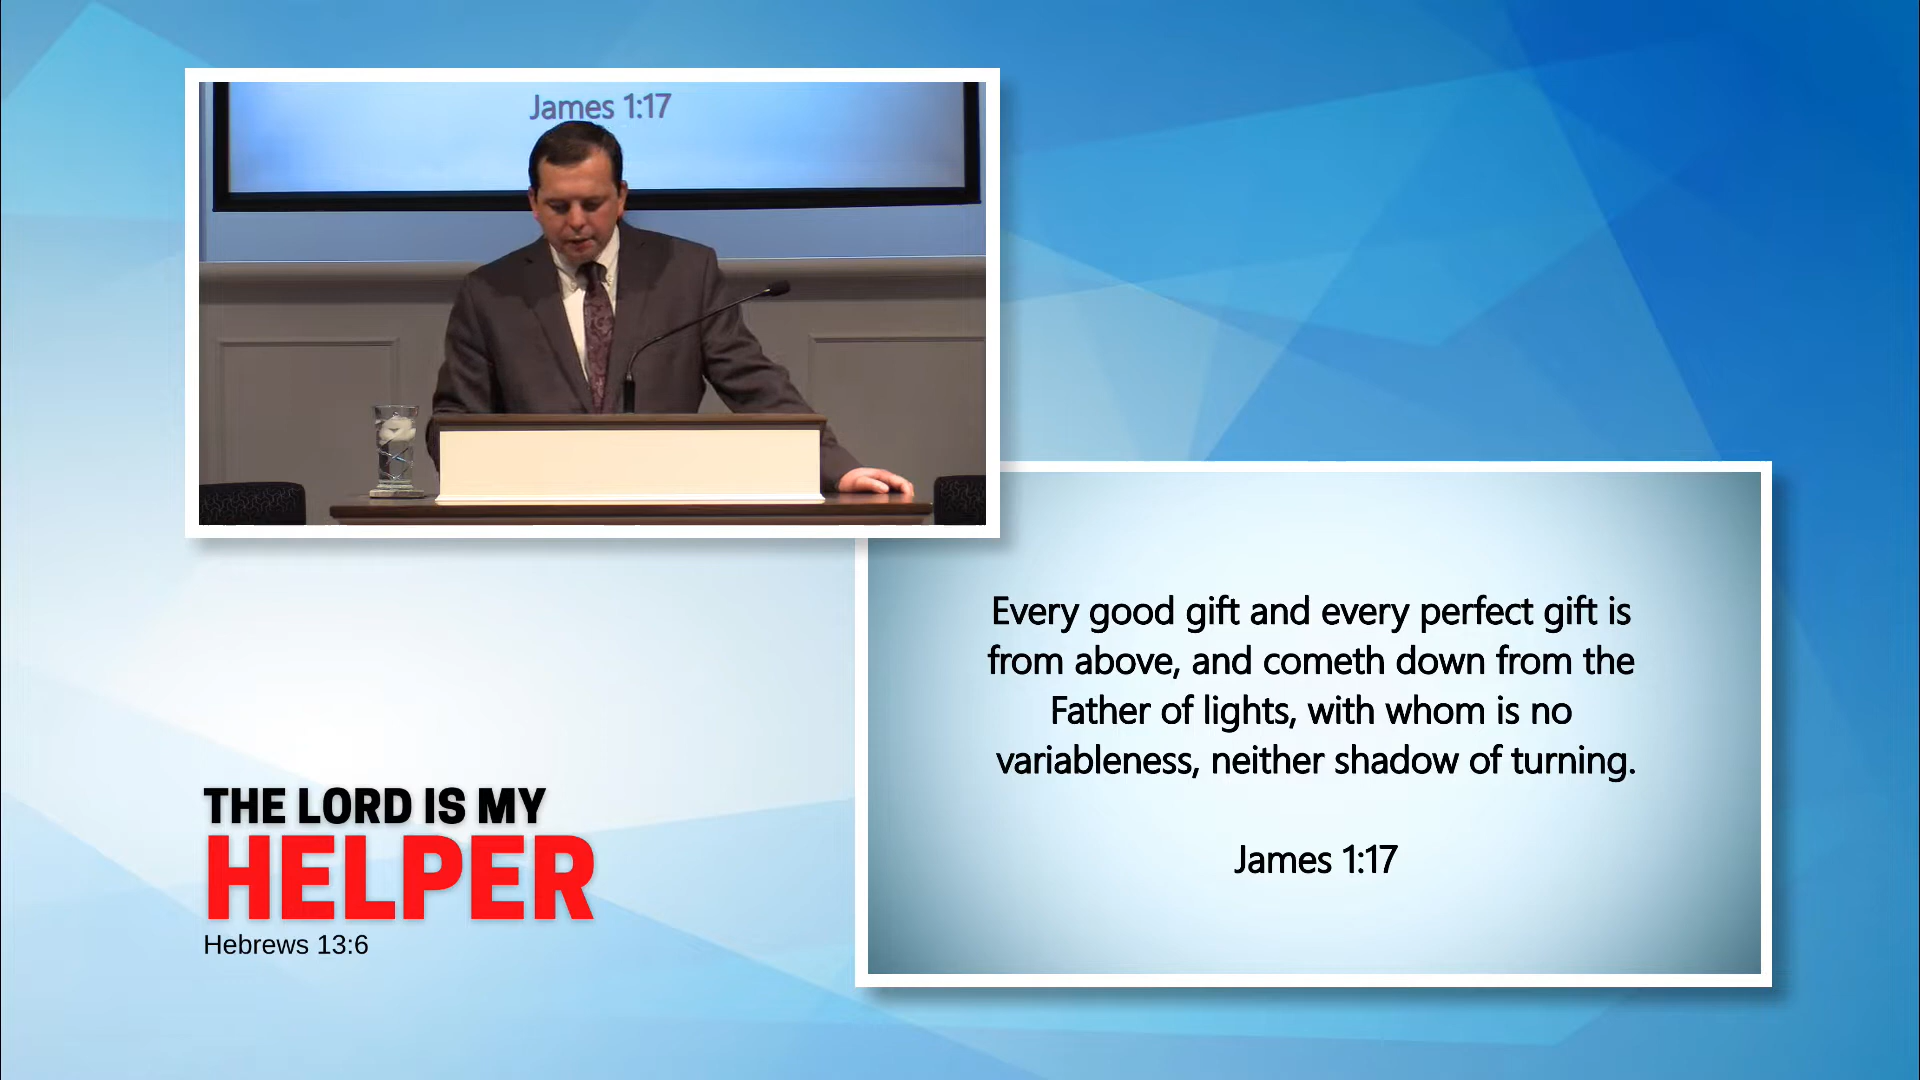 James 1:17
Every good gift and every perfect gift is
from above, and cometh down from the
Father of lights, with whom is no
variableness, neither shadow of turning.
James 1:17
THE LORD IS MY
HELPER
Hebrews 13:6